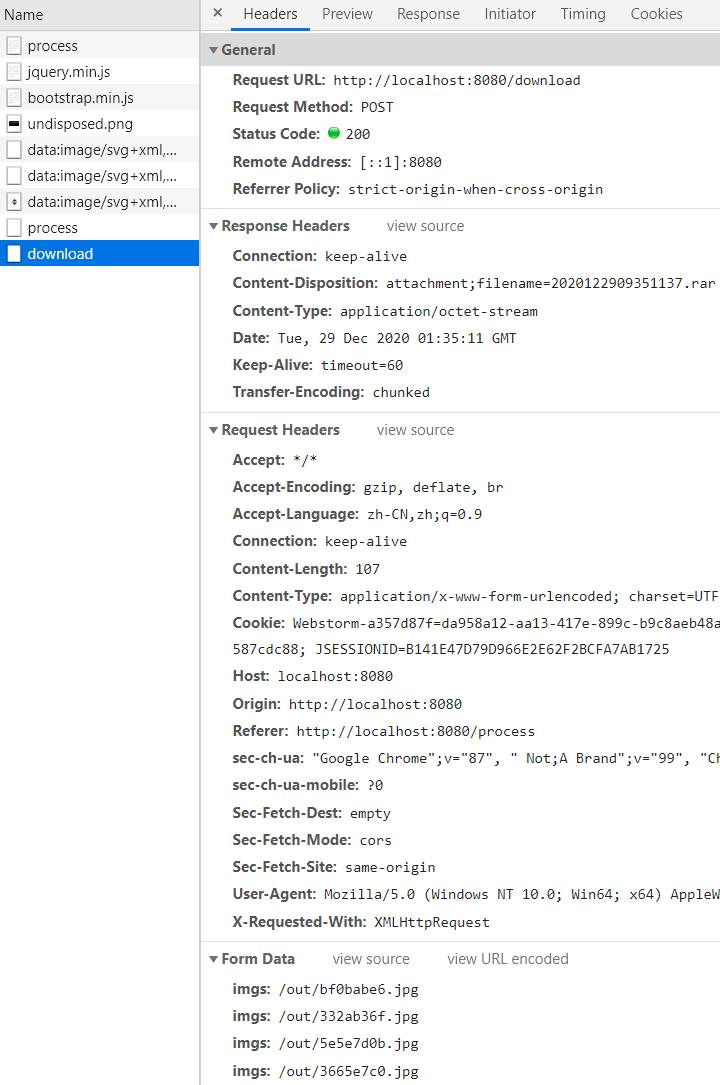 Name
process
jquery.min.js
bootstrap.min.js
undisposed.png
data:image/svg+xml,...
data:image/svg+xml,...
data:image/svg+xml,...
process
download
× Headers Preview Response Initiator Timing Cookies
▼ General
Request URL: http://localhost:8080/download
Request Method: POST
Status Code: 200
Remote Address: [::1]:8080
Referrer Policy: strict-origin-when-cross-origin
▼ Response Headers view source
Connection: keep-alive
Content-Disposition: attachment;filename=2020122909351137.rar
Content-Type: application/octet-stream
Date: Tue, 29 Dec 2020 01:35:11 GMT
Keep-Alive: timeout=60
Transfer-Encoding: chunked
▼ Request Headers view source
Accept: */*
Accept-Encoding: gzip, deflate, br
Accept-Language: zh-CN,zh;q=0.9
Connection: keep-alive
Content-Length: 107
Content-Type: application/x-www-form-urlencoded; charset=UTF
Cookie: Webstorm-a357d87f=da958a12-aa13-417e-899c-b9c8aeb48a
587cdc88; JSESSIONID=B141E47D79D966E2E62F2BCFA7AB1725
Host: localhost:8080
Origin: http://localhost:8080
Referer: http://localhost:8080/process
sec-ch-ua: "Google Chrome";v="87", " Not;A Brand";v="99", "Ch
sec-ch-ua-mobile: ?0
Sec-Fetch-Dest: empty
Sec-Fetch-Mode: cors
Sec-Fetch-Site: same-origin
User-Agent: Mozilla/5.0 (Windows NT 10.0; Win64; x64) AppleW
X-Requested-With: XMLHttpRequest
▼ Form Data view source view URL encoded
imgs: /out/bf0babe6.jpg
imgs: /out/332ab36f.jpg
imgs: /out/5e5e7d0b.jpg
imgs: /out/3665e7c0.jpg